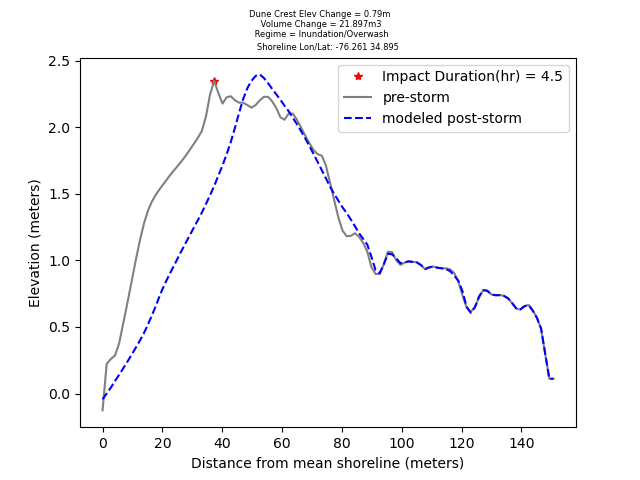 Dune Crest Elev Change = 0.79m
Volume Change = 21.897m3
Regime = Inundation/Overwash
Shoreline Lon/Lat: -76.261 34.895
Impact Duration(hr) = 4.5
pre-storm
modeled post-storm
2.5
2.0
1.5
1.0
0.5
0.0
Elevation (meters)
0 20 40 60 80 100 120 140
Distance from mean shoreline (meters)